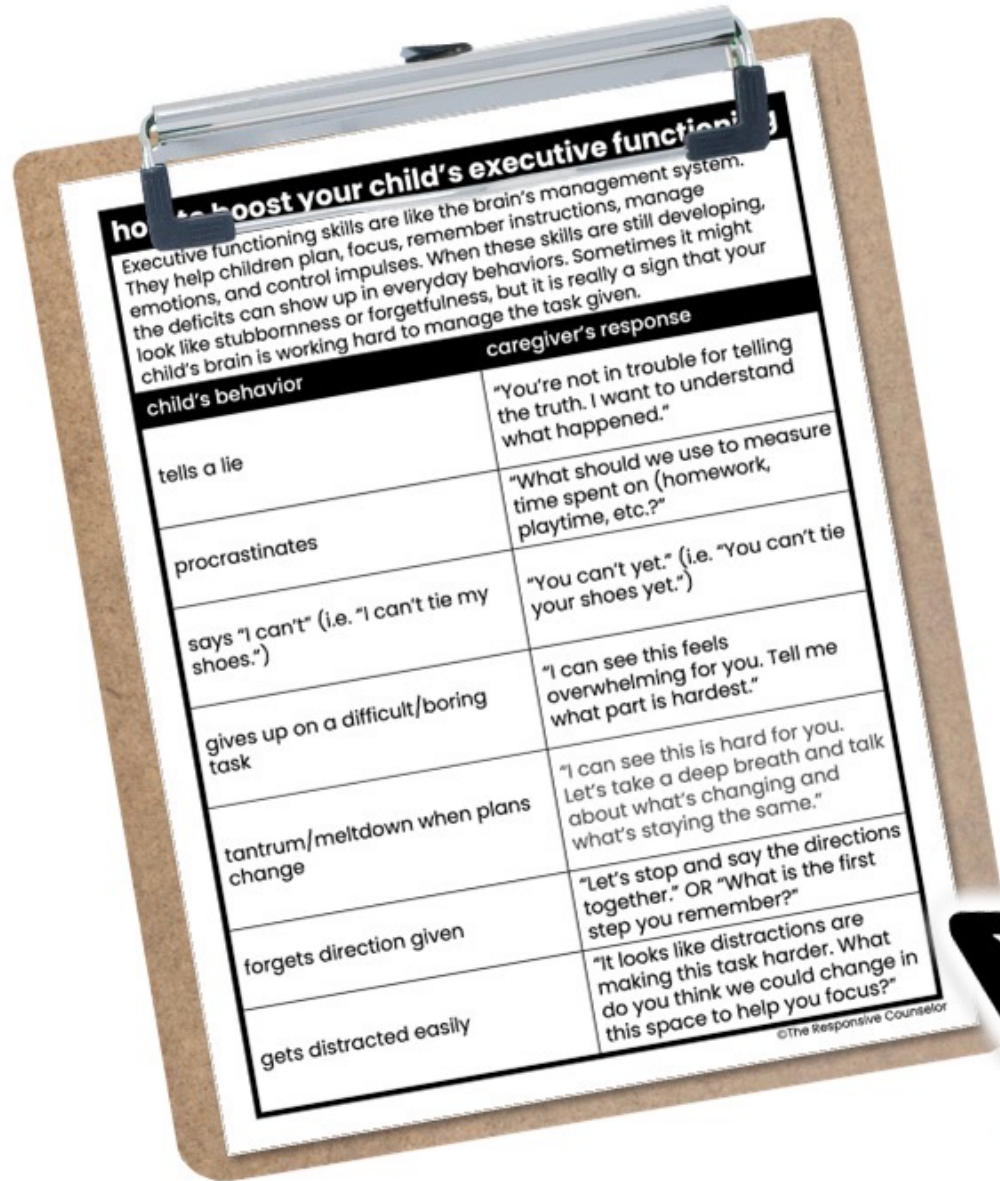 how to boost your child's executive functioning
Executive functioning skills are like the brain's management system.
They help children plan, focus, remember instructions, manage
emotions, and control impulses. When these skills are still developing,
the deficits can show up in everyday behaviors. Sometimes it might
look like stubbornness or forgetfulness, but it is really a sign that your
child's brain is working hard to manage the task given.
child's behavior
caregiver's response
tells a lie
"You're not in trouble for telling
the truth. I want to understand
what happened."
procrastinates
"What should we use to measure
time spent on (homework,
playtime, etc.?"
says "I can't" (i.e. "I can't tie my
shoes.")
"You can't yet." (i.e. "You can't tie
your shoes yet.")
gives up on a difficult/boring
task
"I can see this feels
overwhelming for you. Tell me
what part is hardest."
tantrum/meltdown when plans
change
"I can see this is hard for you.
Let's take a deep breath and talk
about what's changing and
what's staying the same."
forgets direction given
"Let's stop and say the directions
together." OR "What is the first
step you remember?"
gets distracted easily
"It looks like distractions are
making this task harder. What
do you think we could change in
this space to help you focus?"
©The Responsive Counselor